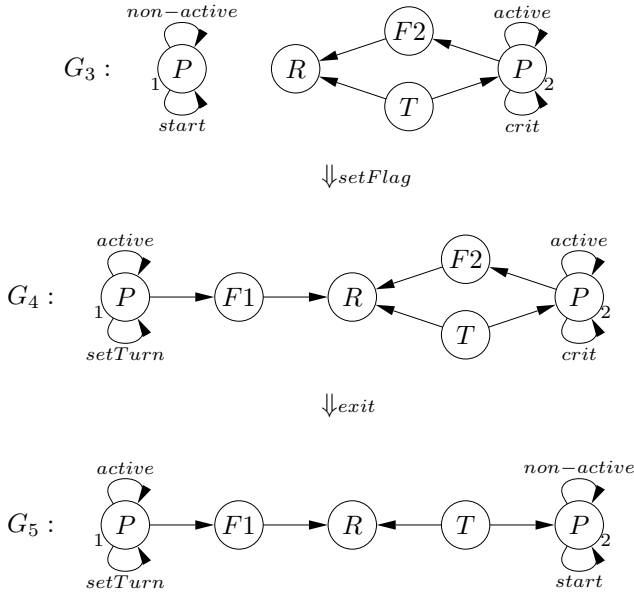 non−active active
F2
G3 : P R P
1 2
T
start crit
⇓setFlag
active active
F2
G4 : P F1 R P
1 2
T
setTurn crit
⇓exit
active non−active
G5 : P F1 R T P
1 2
setTurn start